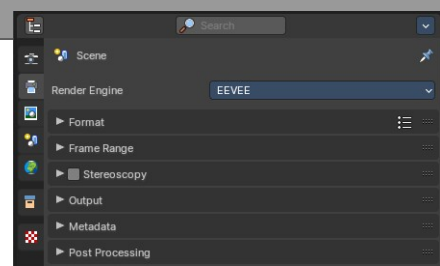 Search
Scene
Render Engine EEVEE
Format
Frame Range
Stereoscopy
Output
Metadata
Post Processing